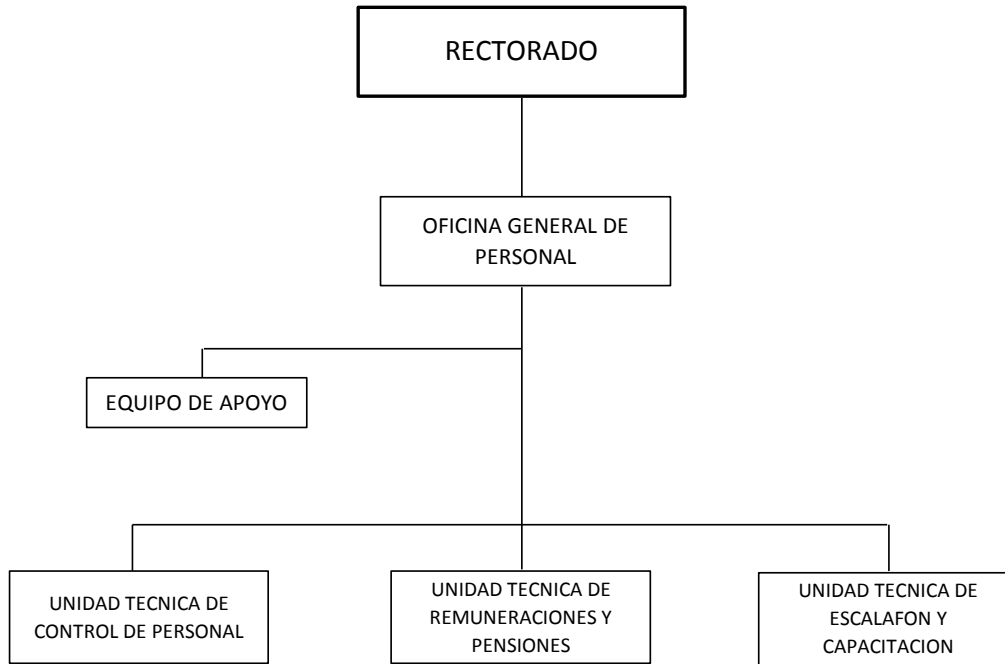 RECTORADO
OFICINA GENERAL DE
PERSONAL
EQUIPO DE APOYO
UNIDAD TECNICA DE
CONTROL DE PERSONAL
UNIDAD TECNICA DE
REMUNERACIONES Y
PENSIONES
UNIDAD TECNICA DE
ESCALAFON Y
CAPACITACION